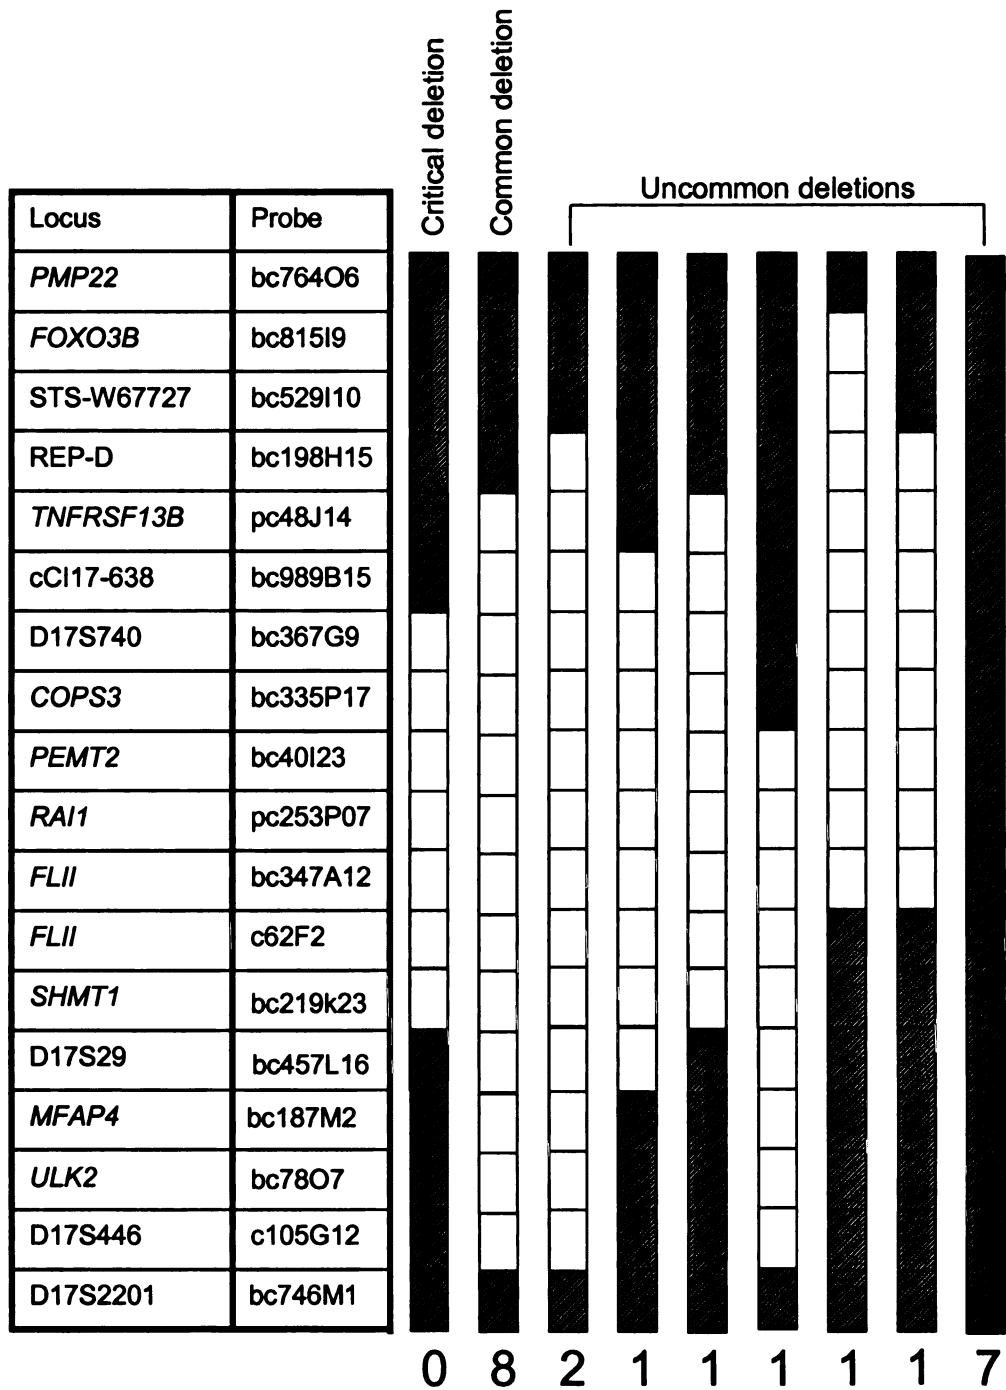 Critical deletion
Common deletion
Uncommon deletions
Locus Probe
PMP22 bc764O6
FOXO3B bc815I9
STS-W67727 bc529I10
REP-D bc198H15
TNFRSF13B pc48J14
cCI17-638 bc989B15
D17S740 bc367G9
COPS3 bc335P17
PEMT2 bc40I23
RAI1 pc253P07
FLII bc347A12
FLII c62F2
SHMT1 bc219k23
D17S29 bc457L16
MFAP4 bc187M2
ULK2 bc78O7
D17S446 c105G12
D17S2201 bc746M1
0 8 2 1 1 1 1 1 7